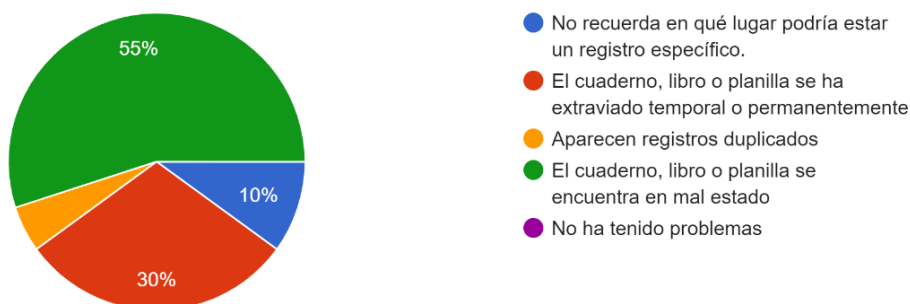 55%
10%
30%
No recuerda en qué lugar podría estar
un registro específico.
El cuaderno, libro o planilla se ha
extraviado temporal o permanentemente
Aparecen registros duplicados
El cuaderno, libro o planilla se
encuentra en mal estado
No ha tenido problemas